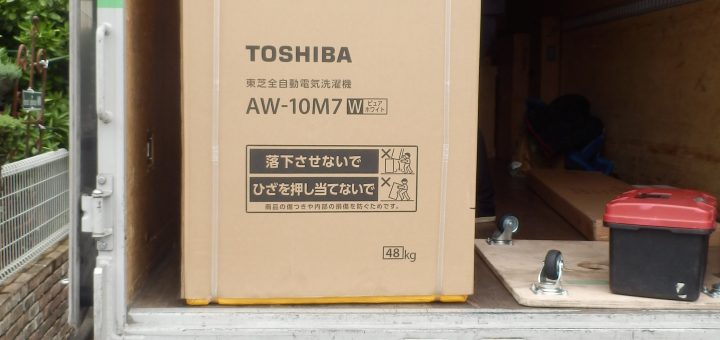 TOSHIBA
東芝全自動電気洗濯機
AW-10M7 W ピュアホワイト
落下させないで
ひざを押し当てないで
商品の傷つきや内部の損傷を防ぐためです。
48kg